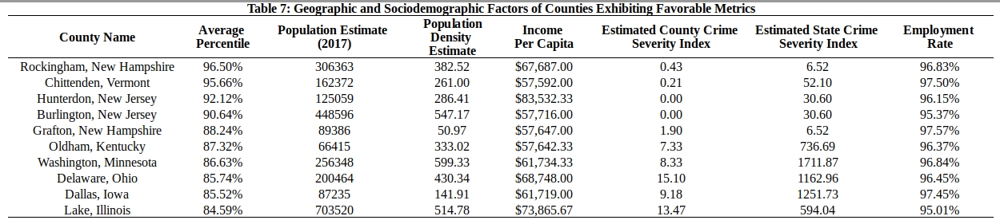 Table 7: Geographic and Sociodemographic Factors of Counties Exhibiting Favorable Metrics
County Name Average Percentile Population Estimate (2017) Population Density Estimate Income Per Capita Estimated County Crime Severity Index Estimated State Crime Severity Index Employment Rate
Rockingham, New Hampshire 96.50% 306363 382.52 $67,687.00 0.43 6.52 96.83%
Chittenden, Vermont 95.66% 162372 261.00 $57,592.00 0.21 52.10 97.50%
Hunterdon, New Jersey 92.12% 125059 286.41 $83,532.33 0.00 30.60 96.15%
Burlington, New Jersey 90.64% 448596 547.17 $57,716.00 0.00 30.60 95.37%
Grafton, New Hampshire 88.24% 89386 50.97 $57,647.00 1.90 6.52 97.57%
Oldham, Kentucky 87.32% 66415 333.02 $57,642.33 7.33 736.69 96.37%
Washington, Minnesota 86.63% 256348 599.33 $61,734.33 8.33 1711.87 96.84%
Delaware, Ohio 85.74% 200464 430.34 $68,748.00 15.10 1162.96 96.45%
Dallas, Iowa 85.52% 87235 141.91 $61,719.00 9.18 1251.73 97.45%
Lake, Illinois 84.59% 703520 514.78 $73,865.67 13.47 594.04 95.01%